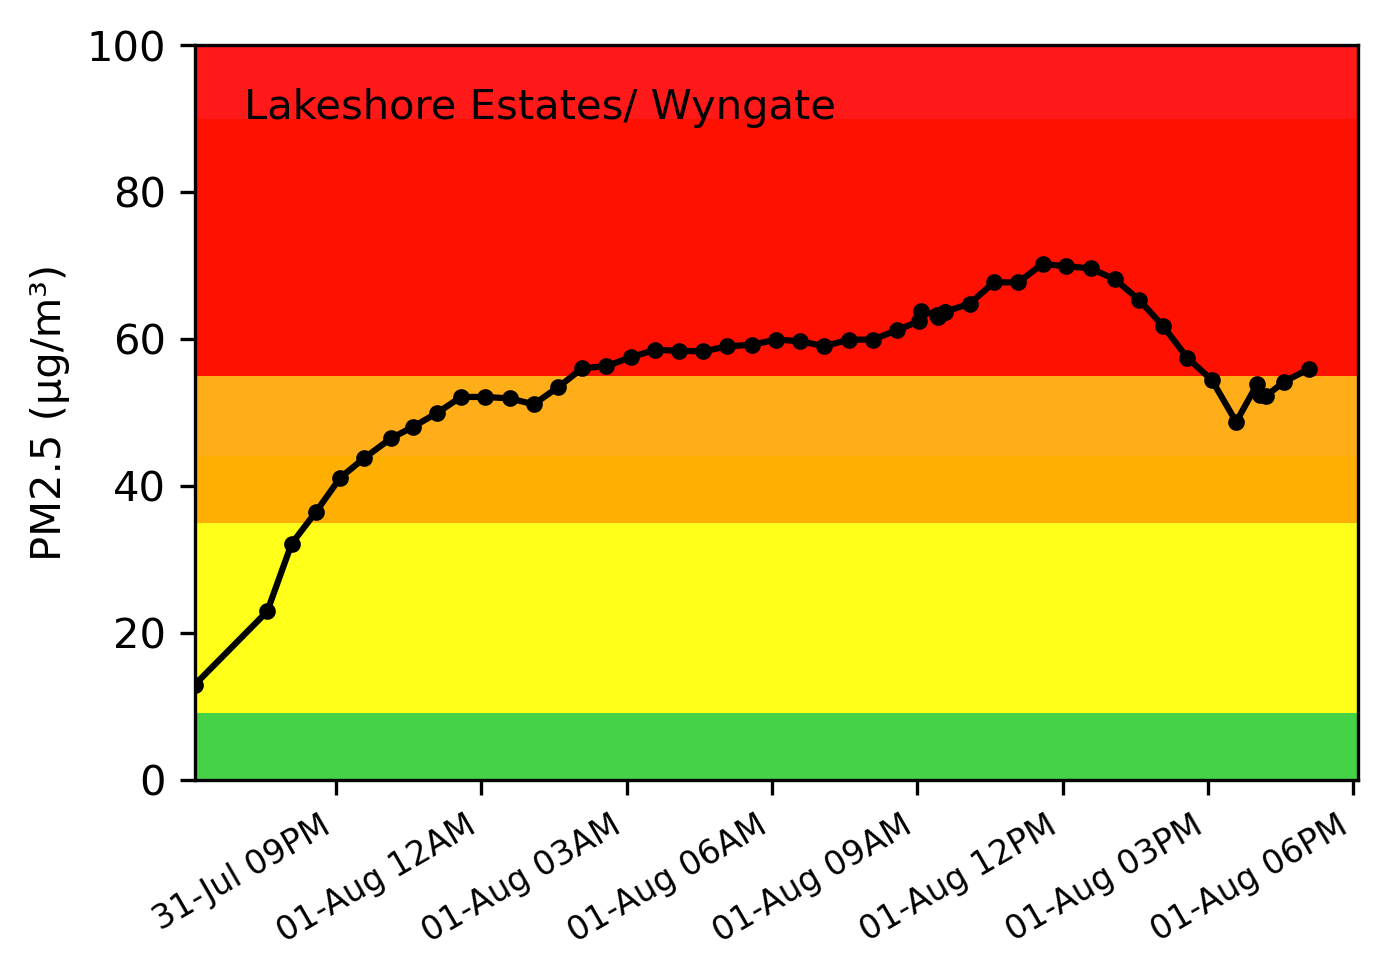 Lakeshore Estates/ Wyngate
PM2.5 (µg/m³)
100
80
60
40
20
0
31-Jul 09PM
01-Aug 12AM
01-Aug 03AM
01-Aug 06AM
01-Aug 09AM
01-Aug 12PM
01-Aug 03PM
01-Aug 06PM